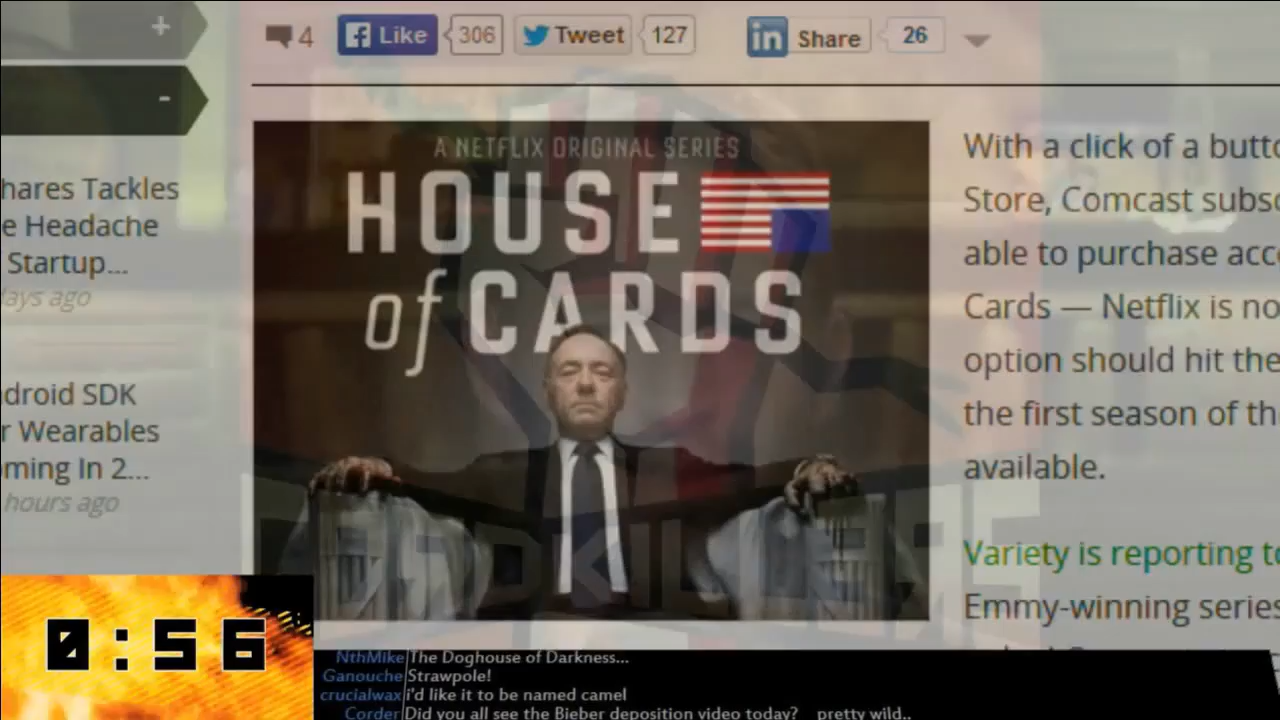 +
4 Like 306 Tweet 127 Share 26
-
A NETFLIX ORIGINAL SERIES
HOUSE
of CARDS
hares Tackles
e Headache
Startup...
days ago
droid SDK
r Wearables
oming In 2...
hours ago
With a click of a butto
Store, Comcast subsc
able to purchase acc
Cards — Netflix is no
option should hit the
the first season of th
available.
Variety is reporting to
Emmy-winning series
0:56
NthMike The Doghouse of Darkness...
Ganouche Strawpole!
crucialwax i'd like it to be named camel
Corder Did you all see the Bieber deposition video today? pretty wild..